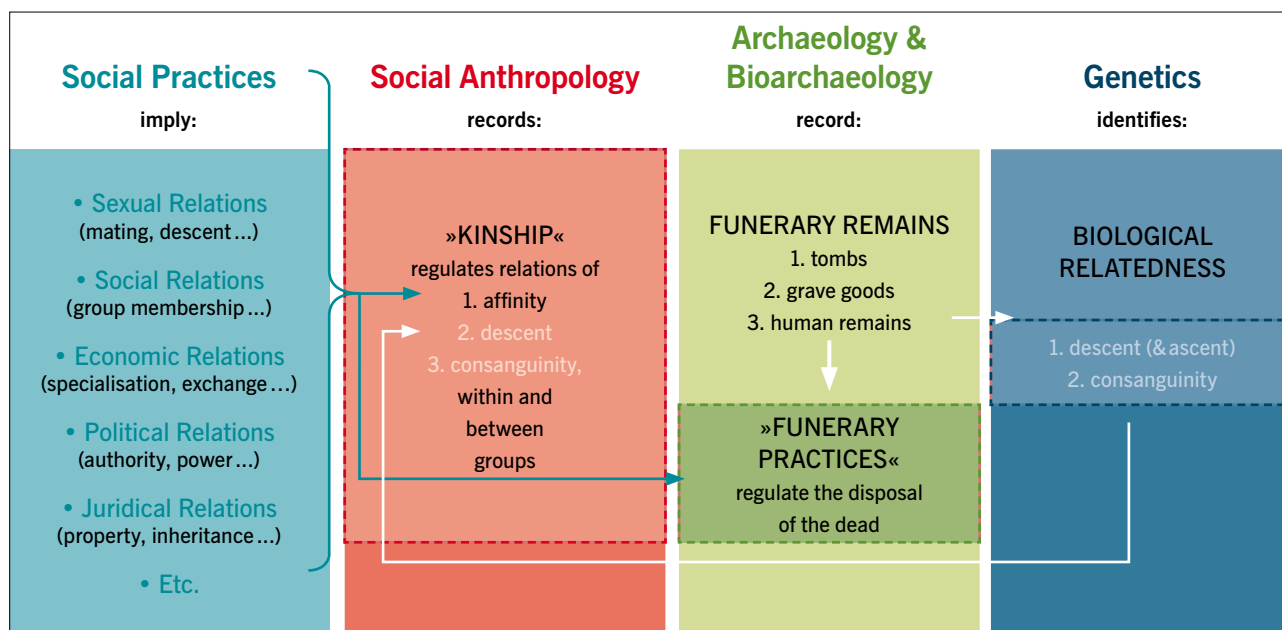 Social Practices
imply:
• Sexual Relations
(mating, descent ...)
• Social Relations
(group membership ...)
• Economic Relations
(specialisation, exchange ...)
• Political Relations
(authority, power ...)
• Juridical Relations
(property, inheritance ...)
• Etc.
Social Anthropology
records:
»KINSHIP«
regulates relations of
1. affinity
2. descent
3. consanguinity,
within and
between
groups
Archaeology &
Bioarchaeology
record:
FUNERARY REMAINS
1. tombs
2. grave goods
3. human remains
»FUNERARY
PRACTICES«
regulate the disposal
of the dead
Genetics
identifies:
BIOLOGICAL
RELATEDNESS
1. descent (& ascent)
2. consanguinity